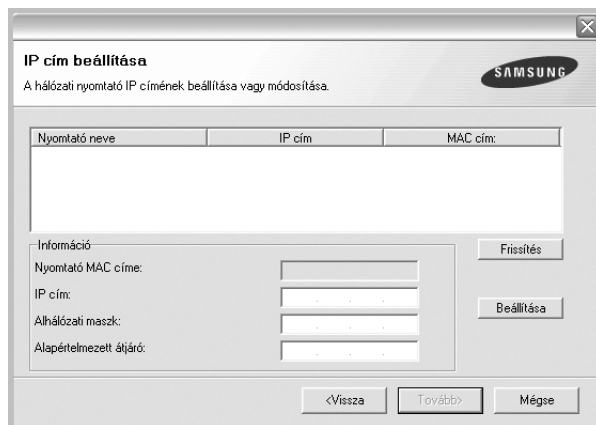 IP cím beállítása
A hálózati nyomtató IP címének beállítása vagy módosítása.
SAMSUNG
Nyomtató neve IP cím MAC cím:
Információ
Frissítés
Nyomtató MAC címe:
IP cím:
Beállítása
Alhálózati maszk:
Alapértelmezett átjáró:
<Vissza Tovább> Mégse